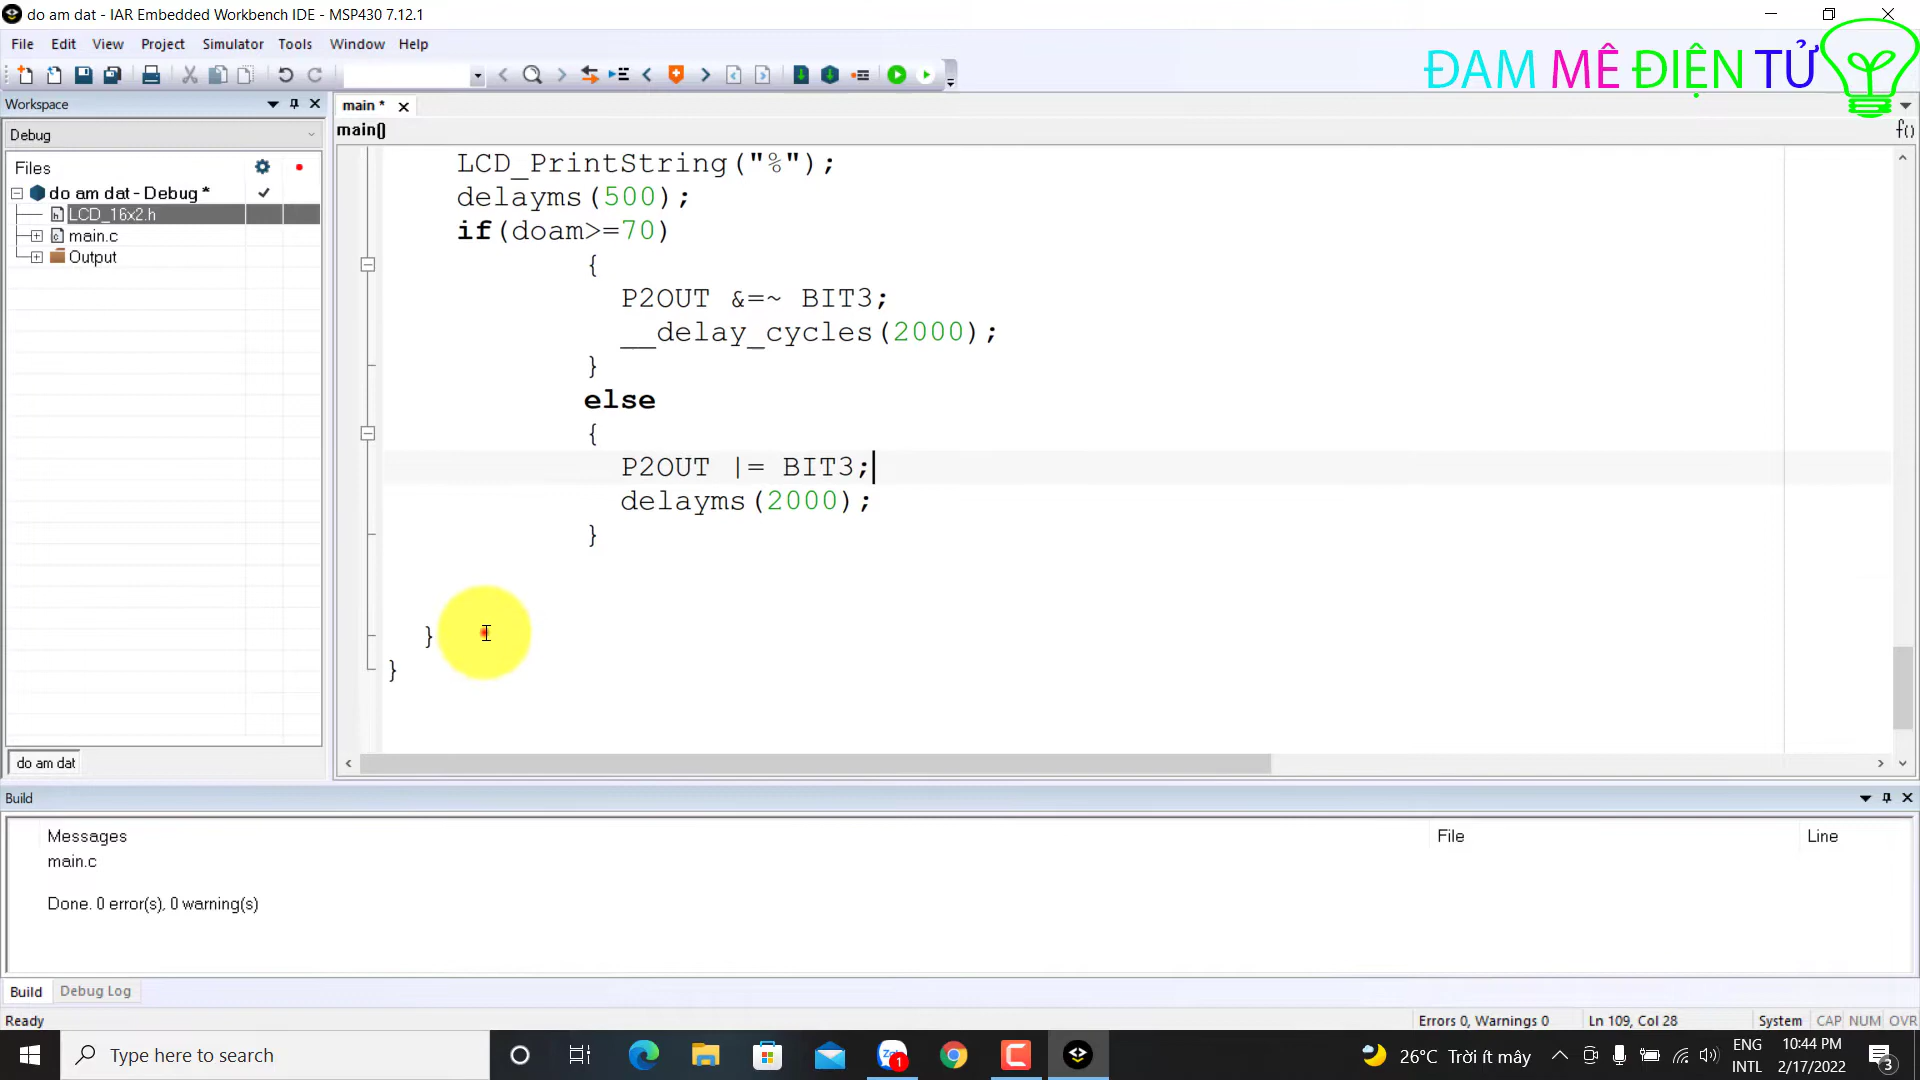 do am dat - IAR Embedded Workbench IDE - MSP430 7.12.1
File Edit View Project Simulator Tools Window Help
ĐAM MÊ ĐIỆN TỬ
Workspace
main *
Debug
main()
f()
Files
do am dat - Debug *
LCD_16x2.h
main.c
Output
LCD_PrintString("%");
delayms(500);
if(doam>=70)
{
P2OUT &=~ BIT3;
__delay_cycles(2000);
}
else
{
P2OUT |= BIT3;
delayms(2000);
}
}
}
do am dat
Build
Messages File Line
main.c
Done. 0 error(s), 0 warning(s)
Build Debug Log
Ready
Errors 0, Warnings 0 Ln 109, Col 28 System CAP NUM OVR
Type here to search
1
26°C Trời ít mây
ENG
INTL
10:44 PM
2/17/2022
3